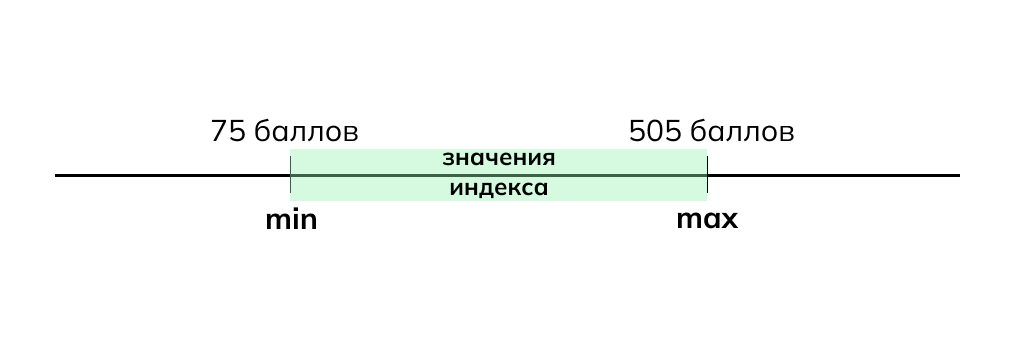 75 баллов
505 баллов
значения
индекса
min
max